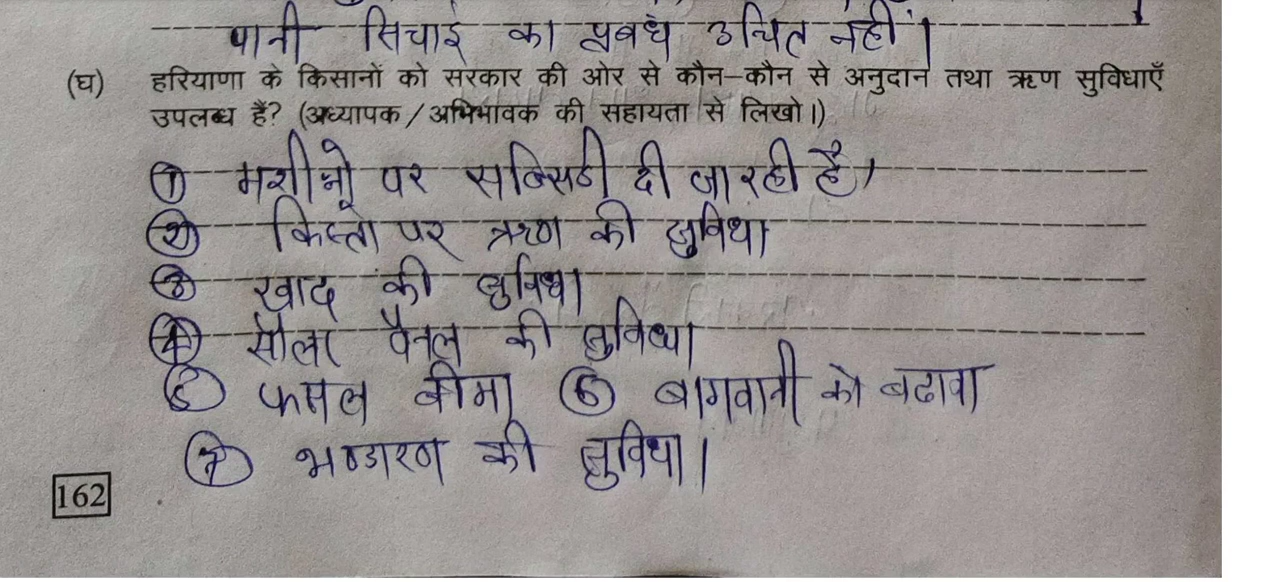 पानी सिचाई का प्रबधं उचित नहीं।
(घ) हरियाणा के किसानों को सरकार की ओर से कौन-कौन से अनुदान तथा ऋण सुविधाएँ
उपलब्ध हैं? (अध्यापक/अभिभावक की सहायता से लिखो।)
① मशीनो पर सब्सिडी दी जा रही है।
② किस्तो पर ऋण की सुविधा
③ खाद की सुविधा
④ सोलर पैनल की सुविधा
⑤ फसल बीमा ⑥ बागवानी को बढावा
⑦ भण्डारण की सुविधा।
162